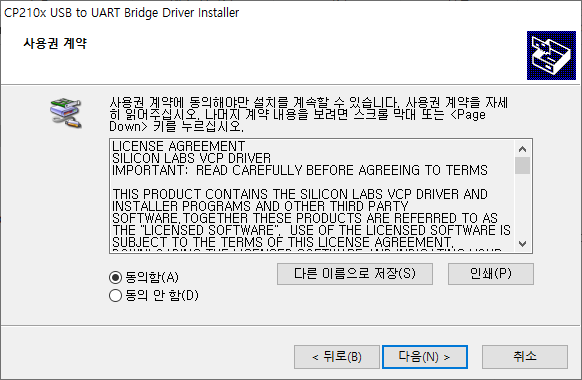 CP210x USB to UART Bridge Driver Installer
사용권 계약
사용권 계약에 동의해야만 설치를 계속할 수 있습니다. 사용권 계약을 자세
히 읽어주십시오. 나머지 계약 내용을 보려면 스크롤 막대 또는 <Page
Down> 키를 누르십시오.
LICENSE AGREEMENT
SILICON LABS VCP DRIVER
IMPORTANT: READ CAREFULLY BEFORE AGREEING TO TERMS
THIS PRODUCT CONTAINS THE SILICON LABS VCP DRIVER AND
INSTALLER PROGRAMS AND OTHER THIRD PARTY
SOFTWARE.TOGETHER THESE PRODUCTS ARE REFERRED TO AS
THE "LICENSED SOFTWARE". USE OF THE LICENSED SOFTWARE IS
SUBJECT TO THE TERMS OF THIS LICENSE AGREEMENT.
DOWNLOADING THE LICENSED SOFTWARE AND INDICATING YOUR
동의함(A)
다른 이름으로 저장(S)
인쇄(P)
동의 안 함(D)
< 뒤로(B)
다음(N) >
취소